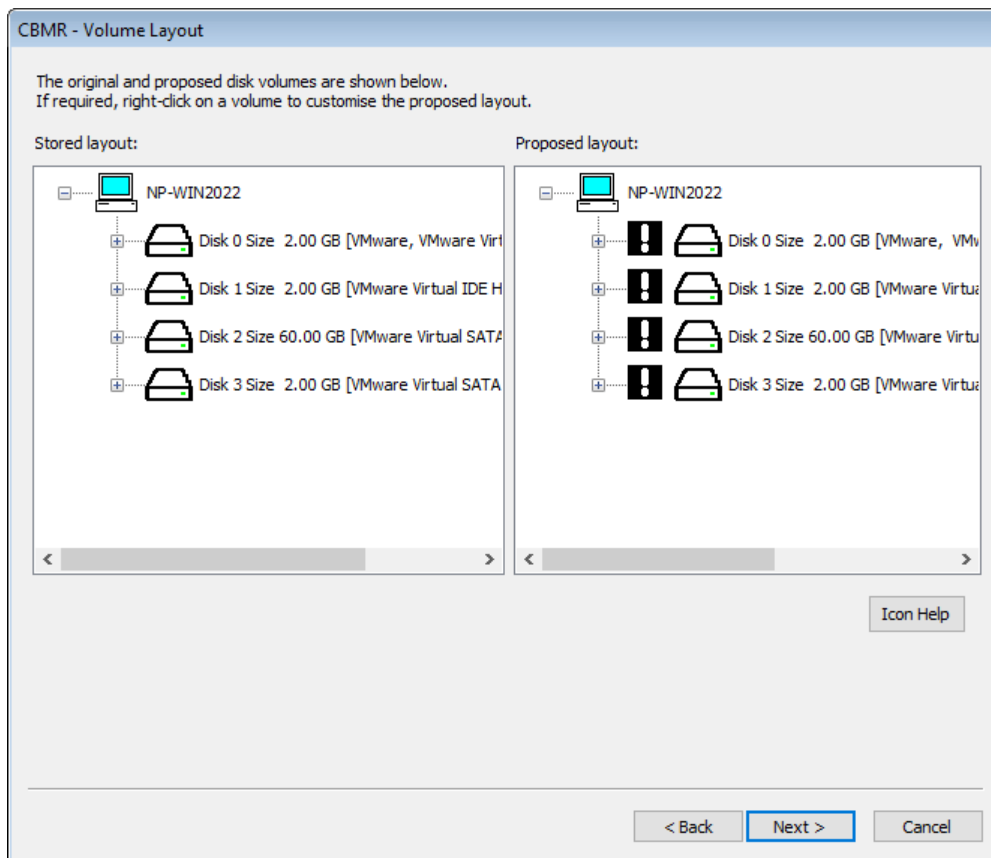 CBMR - Volume Layout
The original and proposed disk volumes are shown below.
If required, right-click on a volume to customise the proposed layout.
Stored layout:
NP-WIN2022
Disk 0 Size 2.00 GB [VMware, VMware Virt
Disk 1 Size 2.00 GB [VMware Virtual IDE H
Disk 2 Size 60.00 GB [VMware Virtual SATA
Disk 3 Size 2.00 GB [VMware Virtual SATA
Proposed layout:
NP-WIN2022
Disk 0 Size 2.00 GB [VMware, VMw
Disk 1 Size 2.00 GB [VMware Virtua
Disk 2 Size 60.00 GB [VMware Virtu
Disk 3 Size 2.00 GB [VMware Virtua
Icon Help
< Back
Next >
Cancel